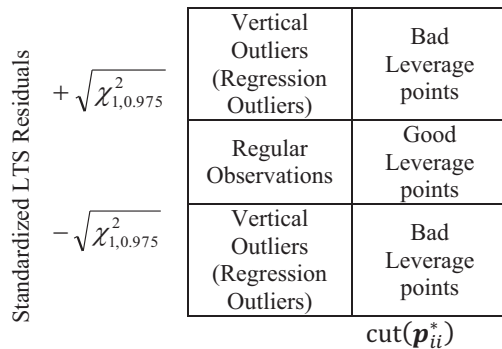 Standardized LTS Residuals
+√χ²₁,₀.₉₇₅
−√χ²₁,₀.₉₇₅
Vertical
Outliers
(Regression
Outliers)
Bad
Leverage
points
Regular
Observations
Good
Leverage
points
Vertical
Outliers
(Regression
Outliers)
Bad
Leverage
points
cut(p*ᵢᵢ)